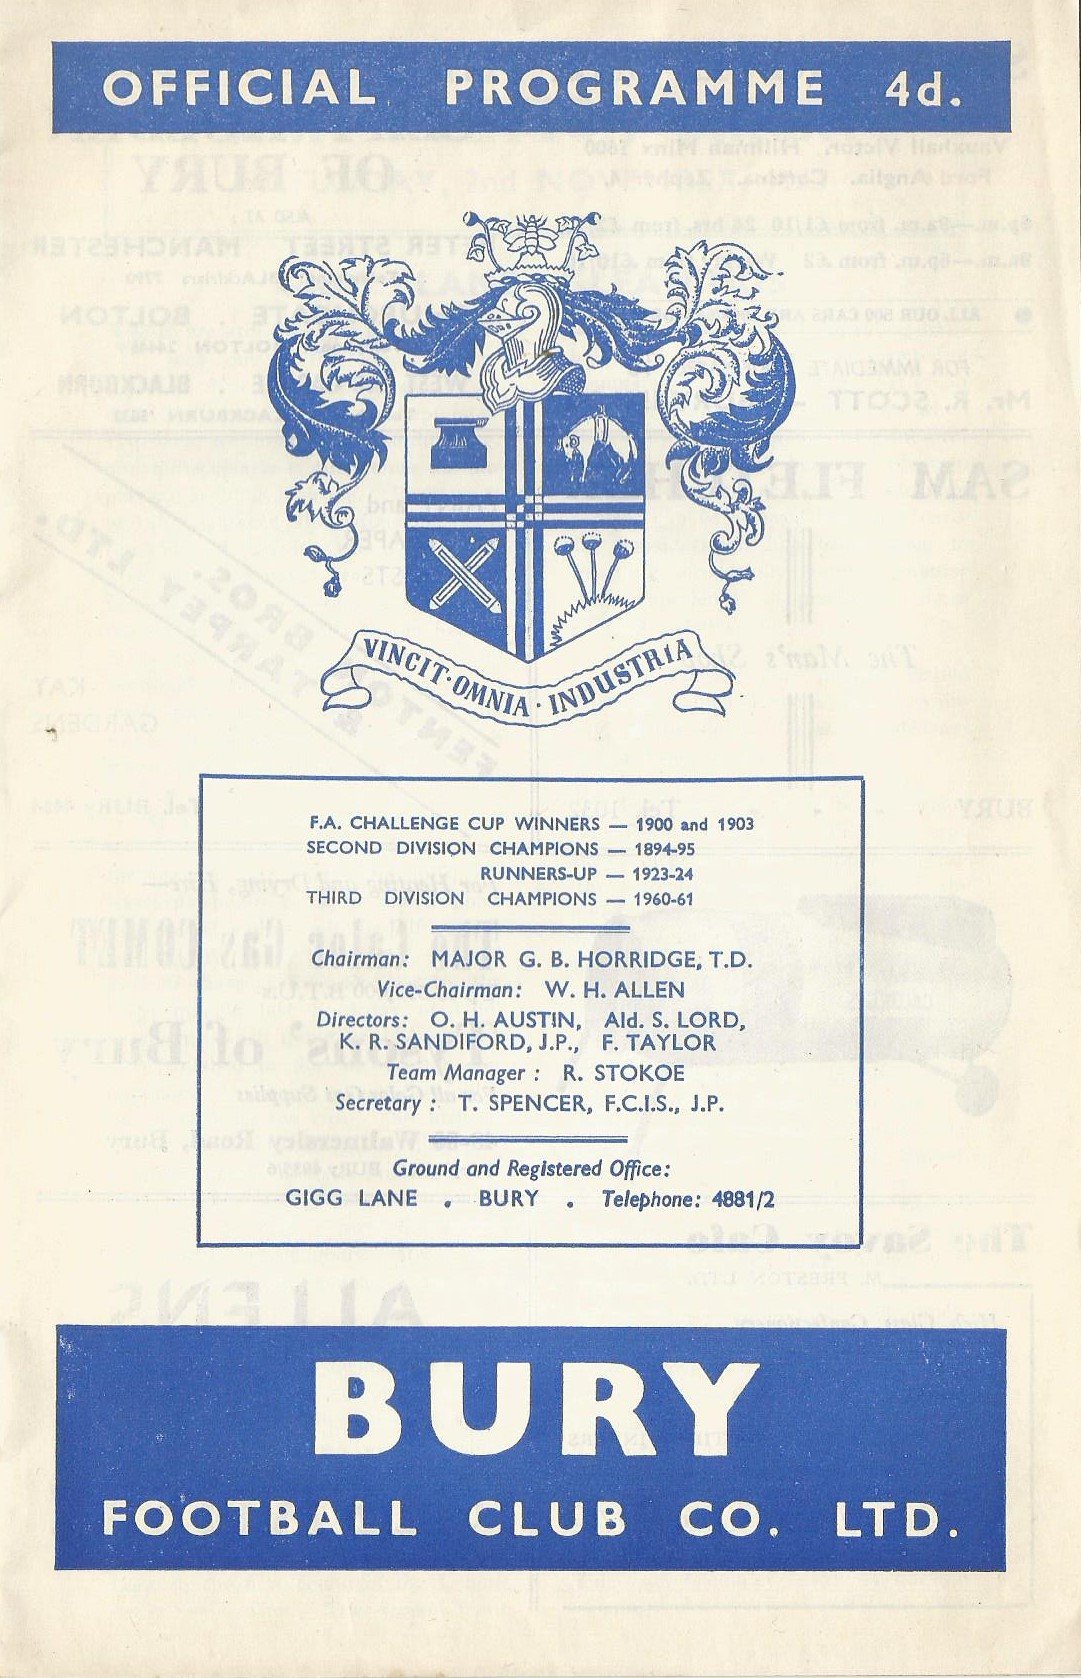 OFFICIAL PROGRAMME 4d.
VINCIT · OMNIA · INDUSTRIA
F.A. CHALLENGE CUP WINNERS — 1900 and 1903
SECOND DIVISION CHAMPIONS — 1894-95
RUNNERS-UP — 1923-24
THIRD DIVISION CHAMPIONS — 1960-61
Chairman: MAJOR G. B. HORRIDGE, T.D.
Vice-Chairman: W. H. ALLEN
Directors: O. H. AUSTIN, Ald. S. LORD,
K. R. SANDIFORD, J.P., F. TAYLOR
Team Manager : R. STOKOE
Secretary : T. SPENCER, F.C.I.S., J.P.
Ground and Registered Office:
GIGG LANE . BURY . Telephone: 4881/2
BURY
FOOTBALL CLUB CO. LTD.